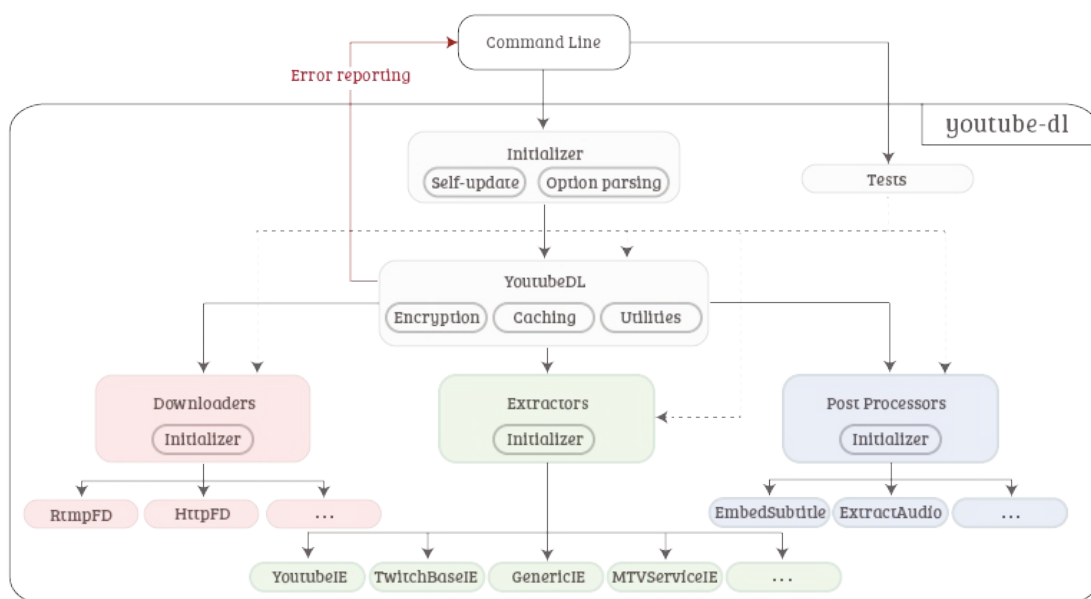 Command Line
Error reporting
youtube-dl
Initializer
Self-update
Option parsing
Tests
YoutubeDL
Encryption
Caching
Utilities
Downloaders
Initializer
Extractors
Initializer
Post Processors
Initializer
RtmpFD
HttpFD
...
EmbedSubtitle
ExtractAudio
...
YoutubeIE
TwitchBaseIE
GenericIE
MTVServiceIE
...